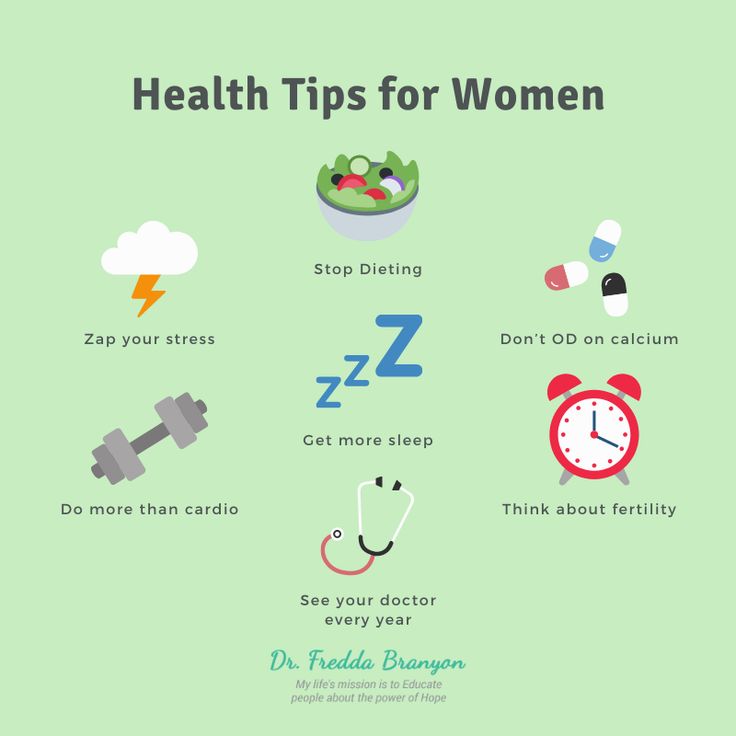 Health Tips for Women
Stop Dieting
Zap your stress
Don't OD on calcium
Z
Z
Z
Get more sleep
Do more than cardio
Think about fertility
See your doctor
every year
Dr. Fredda Branyon
My life's mission is to Educate
people about the power of Hope